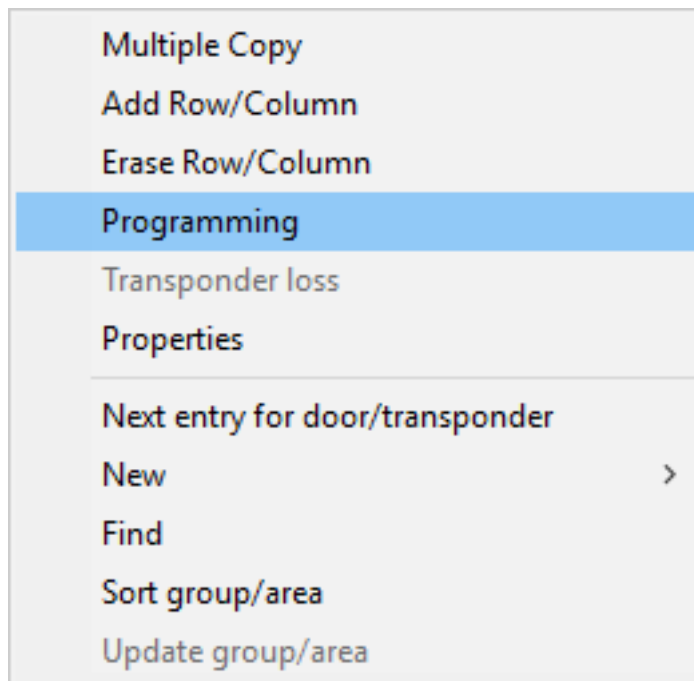 Multiple Copy
Add Row/Column
Erase Row/Column
Programming
Transponder loss
Properties
Next entry for door/transponder
New
Find
Sort group/area
Update group/area